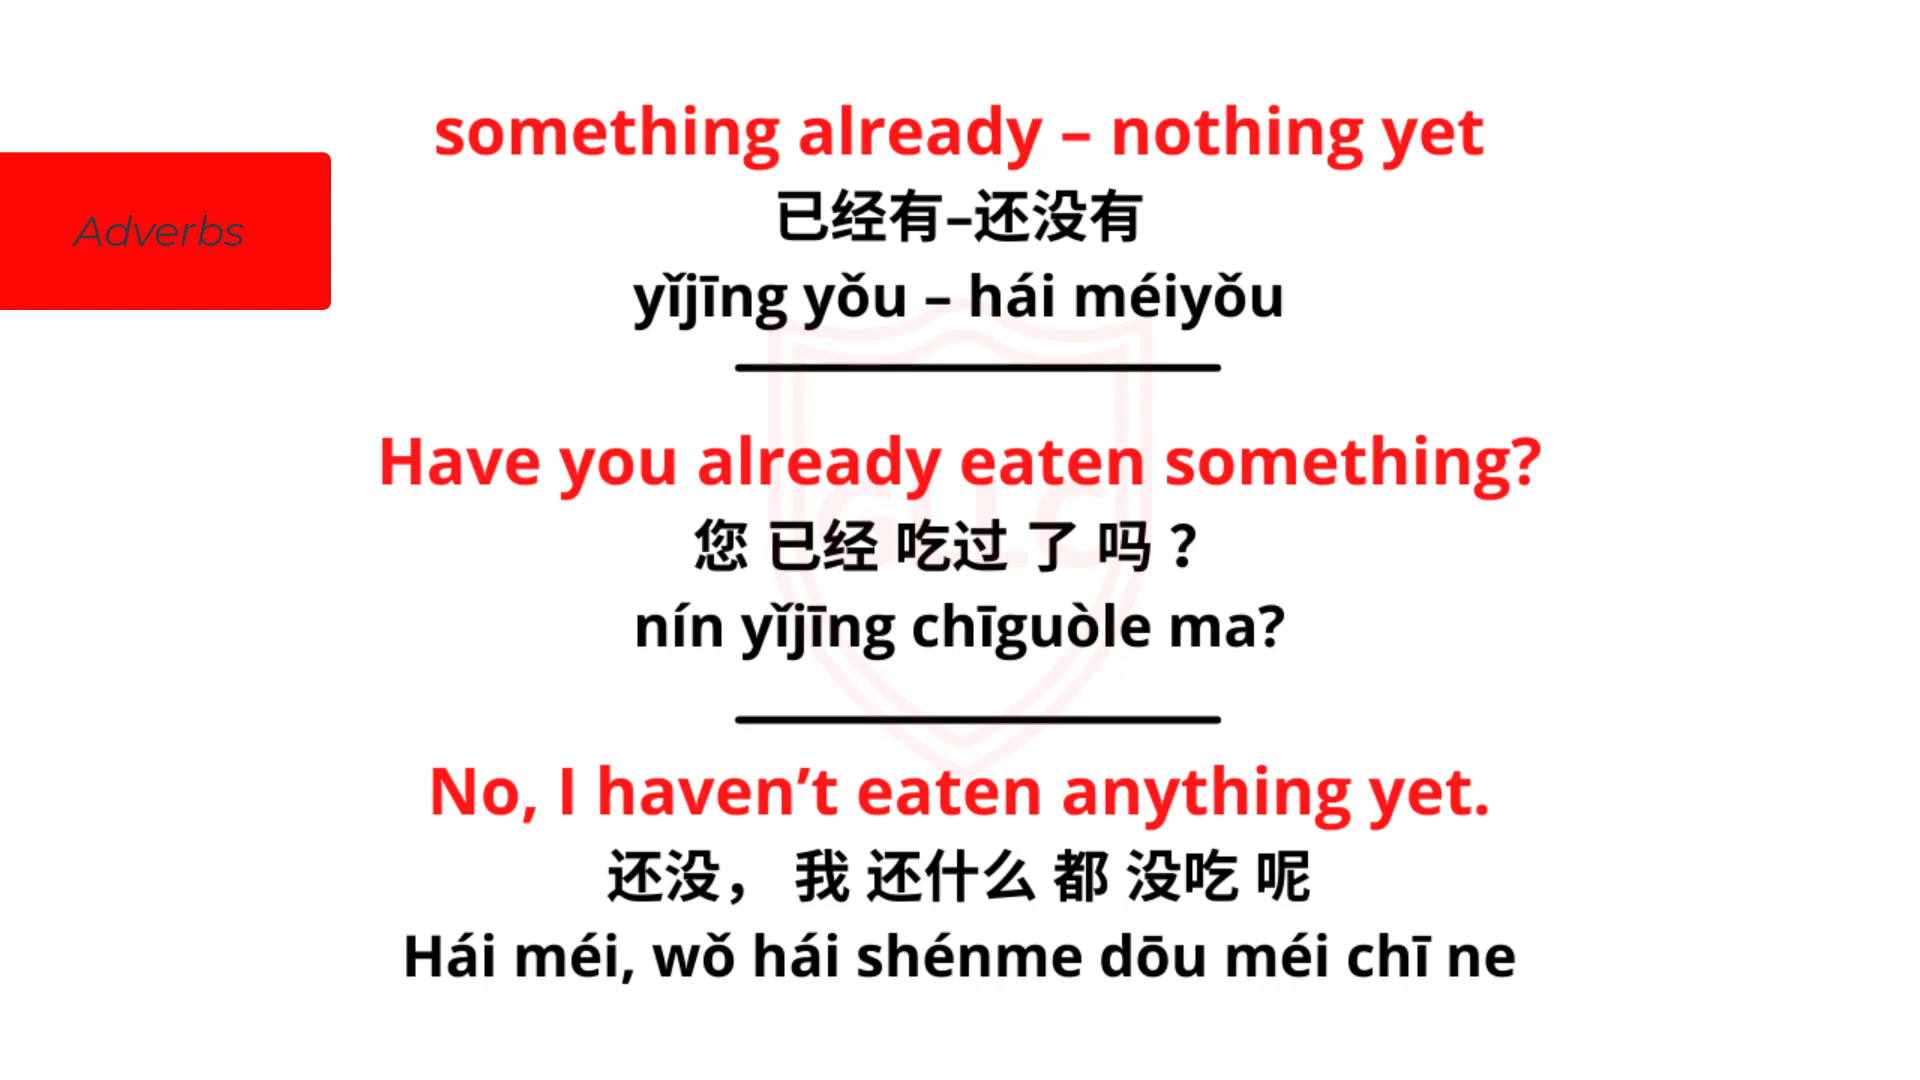 Adverbs
something already – nothing yet
已经有–还没有
yǐjīng yǒu – hái méiyǒu
Have you already eaten something?
您 已经 吃过 了 吗 ？
nín yǐjīng chīguòle ma?
No, I haven’t eaten anything yet.
还没， 我 还什么 都 没吃 呢
Hái méi, wǒ hái shénme dōu méi chī ne
GLLC